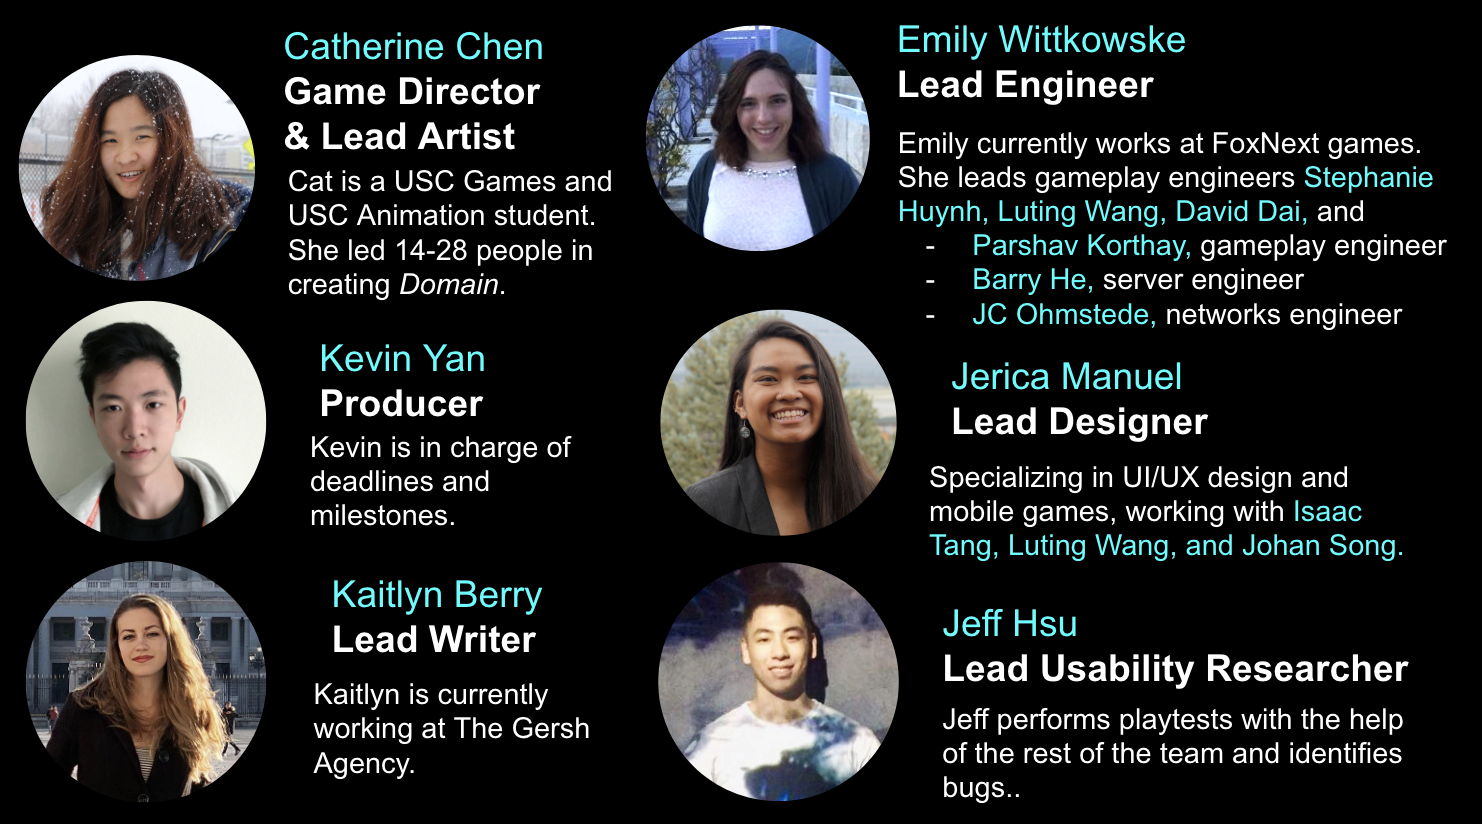 Catherine Chen
Game Director
& Lead Artist
Cat is a USC Games and
USC Animation student.
She led 14-28 people in
creating Domain.
Kevin Yan
Producer
Kevin is in charge of
deadlines and
milestones.
Kaitlyn Berry
Lead Writer
Kaitlyn is currently
working at The Gersh
Agency.
Emily Wittkowske
Lead Engineer
Emily currently works at FoxNext games.
She leads gameplay engineers Stephanie
Huynh, Luting Wang, David Dai, and
- Parshav Korthay, gameplay engineer
- Barry He, server engineer
- JC Ohmstede, networks engineer
Jerica Manuel
Lead Designer
Specializing in UI/UX design and
mobile games, working with Isaac
Tang, Luting Wang, and Johan Song.
Jeff Hsu
Lead Usability Researcher
Jeff performs playtests with the help
of the rest of the team and identifies
bugs..